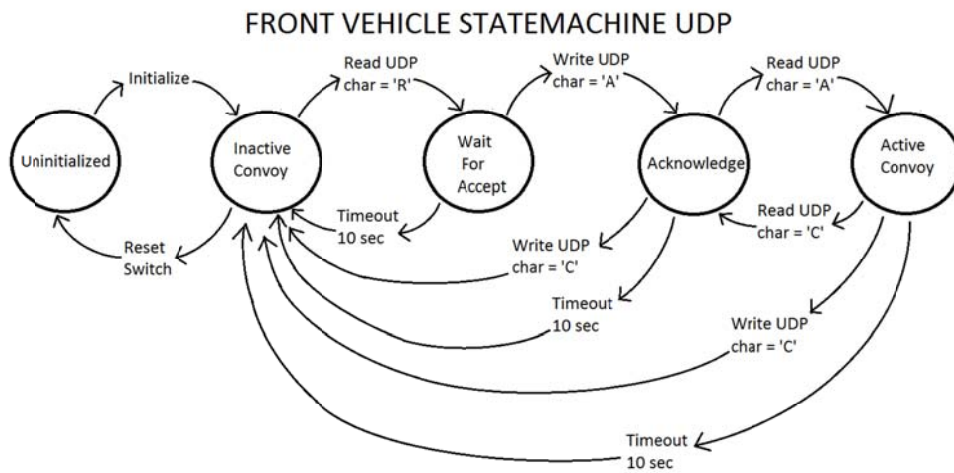 FRONT VEHICLE STATEMACHINE UDP
Initialize
Read UDP
char = 'R'
Write UDP
char = 'A'
Read UDP
char = 'A'
Uninitialized
Inactive
Convoy
Wait
For
Accept
Acknowledge
Active
Convoy
Timeout
10 sec
Read UDP
char = 'C'
Reset
Switch
Write UDP
char = 'C'
Timeout
10 sec
Write UDP
char = 'C'
Timeout
10 sec